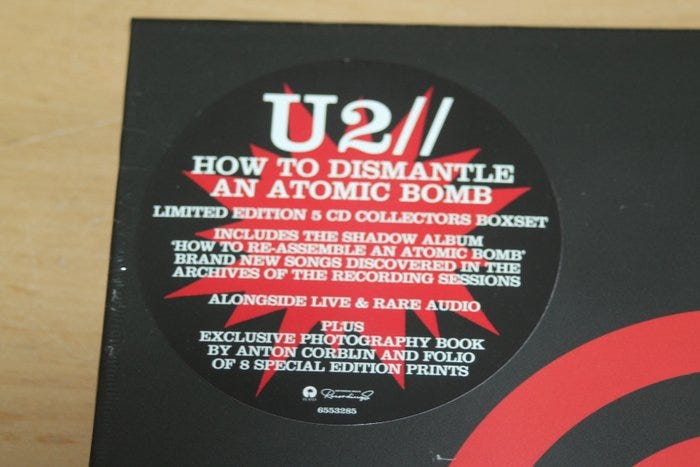 U2//
HOW TO DISMANTLE
AN ATOMIC BOMB
LIMITED EDITION 5 CD COLLECTORS BOXSET
INCLUDES THE SHADOW ALBUM
'HOW TO RE-ASSEMBLE AN ATOMIC BOMB'
BRAND NEW SONGS DISCOVERED IN THE
ARCHIVES OF THE RECORDING SESSIONS
ALONGSIDE LIVE & RARE AUDIO
PLUS
EXCLUSIVE PHOTOGRAPHY BOOK
BY ANTON CORBIJN AND FOLIO
OF 8 SPECIAL EDITION PRINTS
Recordings
6553285